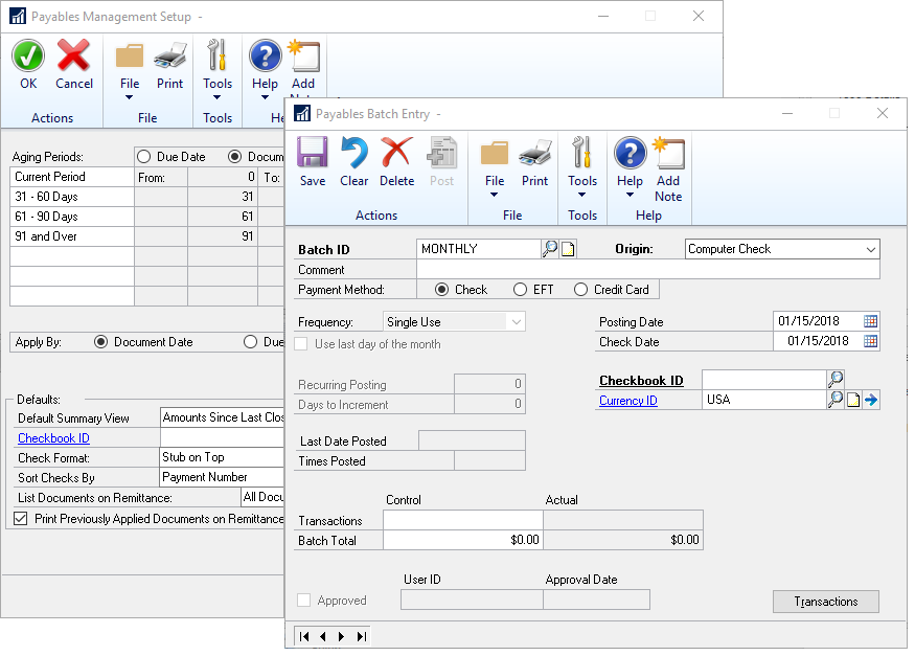 Payables Management Setup -
OK Cancel File Print Tools Help Add
Actions File Tools
Aging Periods: Due Date
Current Period From: 0 To:
31 - 60 Days 31
61 - 90 Days 61
91 and Over 91
Apply By: Document Date
Defaults:
Default Summary View Amounts Since Last
Checkbook ID
Check Format: Stub on Top
Sort Checks By Payment Number
List Documents on Remittance: All
Print Previously Applied Documents on Remittance
Payables Batch Entry -
Save Clear Delete Post File Print Tools Help Add
Note
Actions File Tools Help
Batch ID MONTHLY Origin: Computer Check
Comment
Payment Method: Check EFT Credit Card
Frequency: Single Use Posting Date 01/15/2018
Use last day of the month Check Date 01/15/2018
Recurring Posting 0 Checkbook ID
Days to Increment 0 Currency ID USA
Last Date Posted
Times Posted
Control Actual
Transactions
Batch Total $0.00 $0.00
User ID Approval Date
Approved Transactions